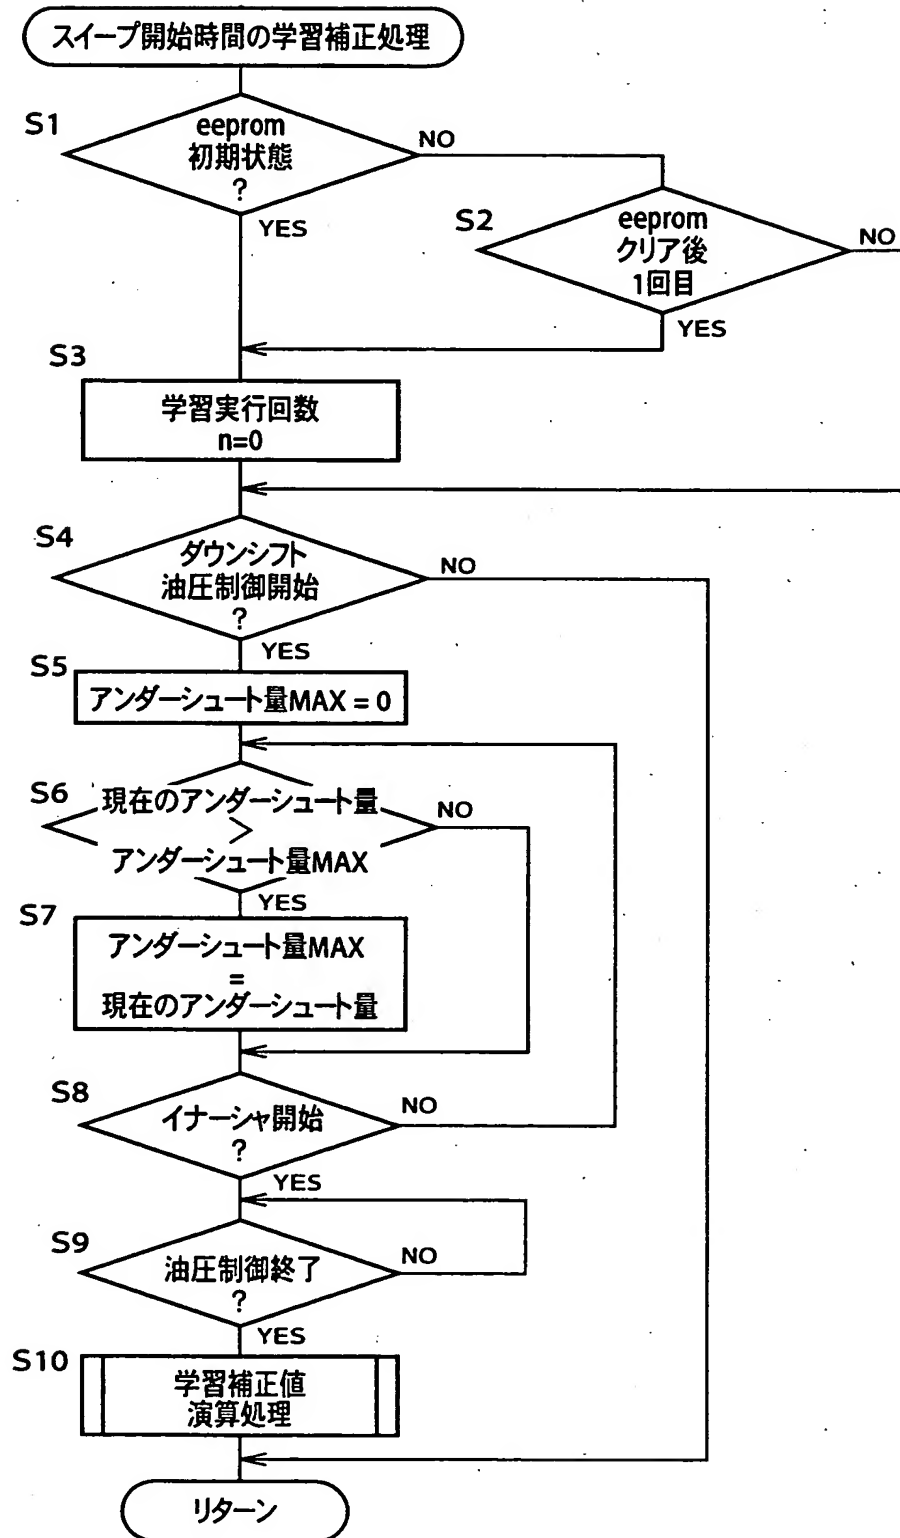 スイープ開始時間の学習補正処理
S1
eeprom
初期状態
?
NO
YES
S2
eeprom
クリア後
1回目
NO
YES
S3
学習実行回数
n=0
S4
ダウンシフト
油圧制御開始
?
NO
YES
S5
アンダーシュート量MAX = 0
S6
現在のアンダーシュート量
>
アンダーシュート量MAX
NO
YES
S7
アンダーシュート量MAX
=
現在のアンダーシュート量
S8
イナーシャ開始
?
NO
YES
S9
油圧制御終了
?
NO
YES
S10
学習補正値
演算処理
リターン